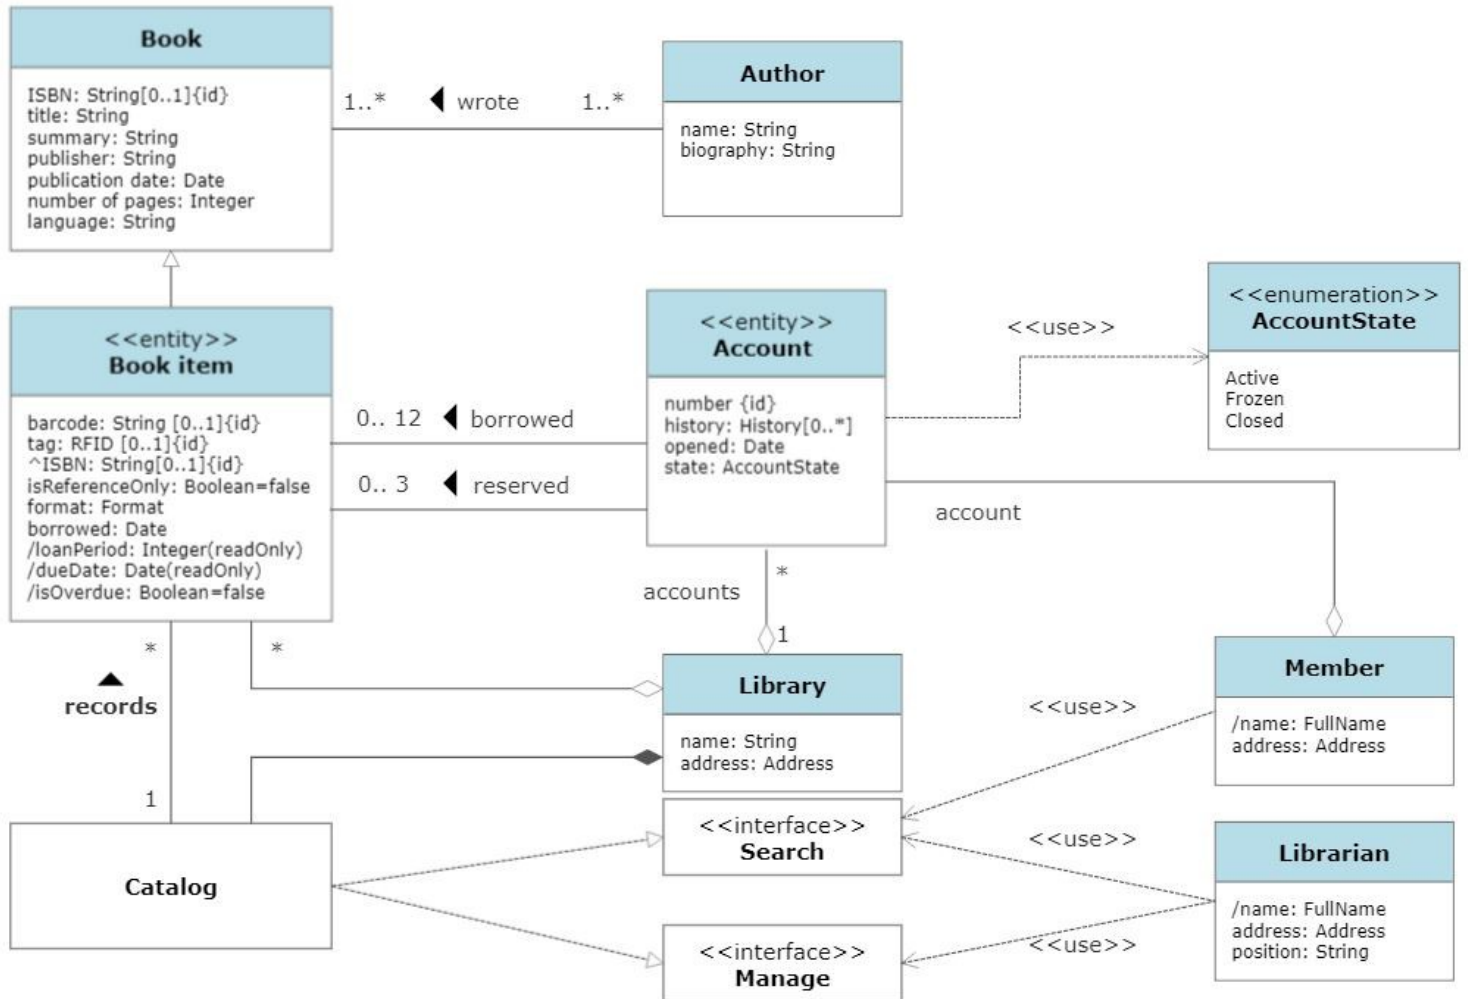 Book
ISBN: String[0..1]{id}
title: String
summary: String
publisher: String
publication date: Date
number of pages: Integer
language: String
1..*
wrote
1..*
Author
name: String
biography: String
<<entity>>
Book item
barcode: String [0..1]{id}
tag: RFID [0..1]{id}
^ISBN: String[0..1]{id}
isReferenceOnly: Boolean=false
format: Format
borrowed: Date
/loanPeriod: Integer(readOnly)
/dueDate: Date(readOnly)
/isOverdue: Boolean=false
0.. 12
borrowed
0.. 3
reserved
<<entity>>
Account
number {id}
history: History[0..*]
opened: Date
state: AccountState
<<use>>
<<enumeration>>
AccountState
Active
Frozen
Closed
account
accounts
*
1
*
*
records
1
Library
name: String
address: Address
Member
/name: FullName
address: Address
<<use>>
Catalog
<<interface>>
Search
<<use>>
<<interface>>
Manage
<<use>>
Librarian
/name: FullName
address: Address
position: String